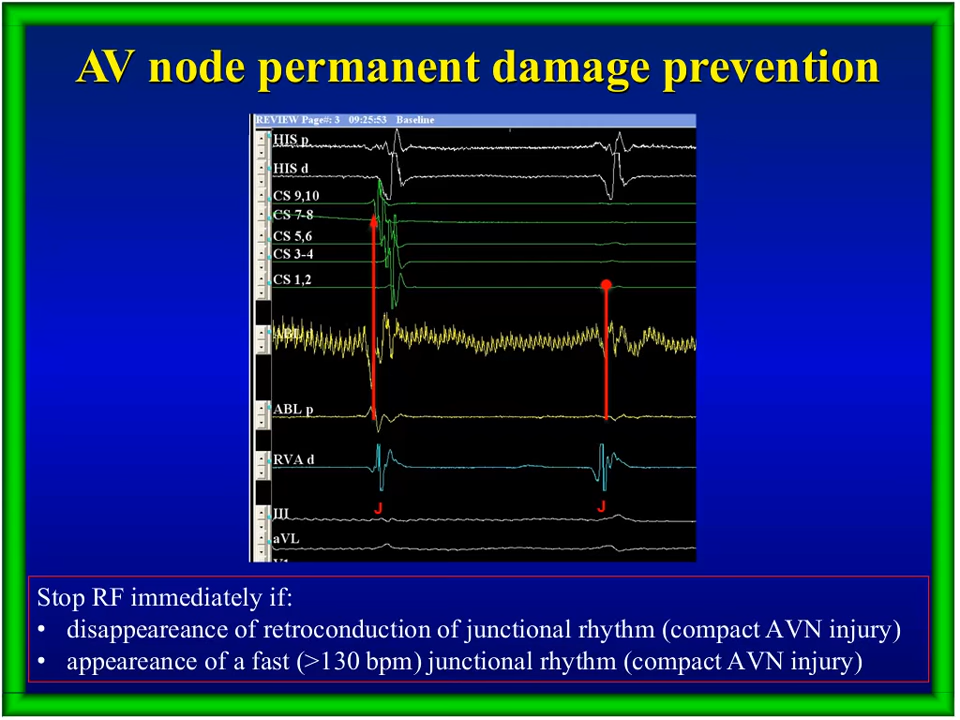 AV node permanent damage prevention
REVIEW Page#: 3 09:25:53 Baseline
HIS p
HIS d
CS 9,10
CS 7-8
CS 5,6
CS 3-4
CS 1,2
ABL d
ABL p
RVA d
J J
III
aVL
V1
Stop RF immediately if:
• disappeareance of retroconduction of junctional rhythm (compact AVN injury)
• appeareance of a fast (>130 bpm) junctional rhythm (compact AVN injury)